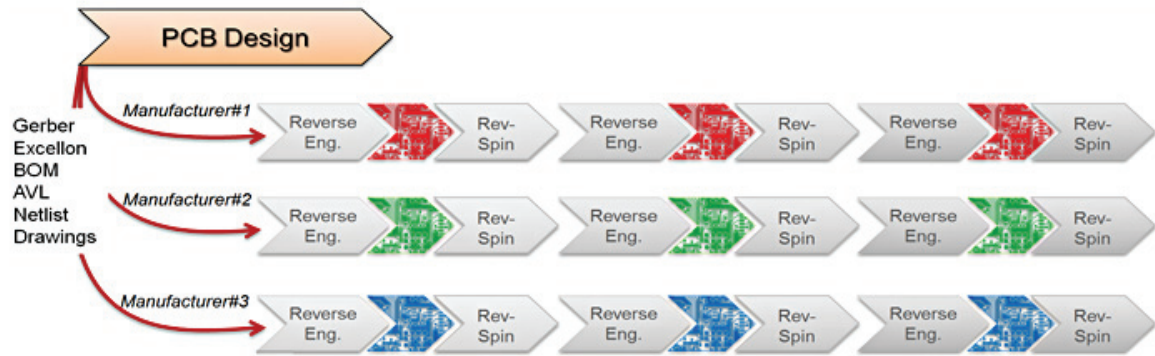 PCB Design
Manufacturer#1
Reverse Eng.
Rev-Spin
Reverse Eng.
Rev-Spin
Reverse Eng.
Rev-Spin
Gerber
Excellon
BOM
AVL
Netlist
Drawings
Manufacturer#2
Reverse Eng.
Rev-Spin
Reverse Eng.
Rev-Spin
Reverse Eng.
Rev-Spin
Manufacturer#3
Reverse Eng.
Rev-Spin
Reverse Eng.
Rev-Spin
Reverse Eng.
Rev-Spin